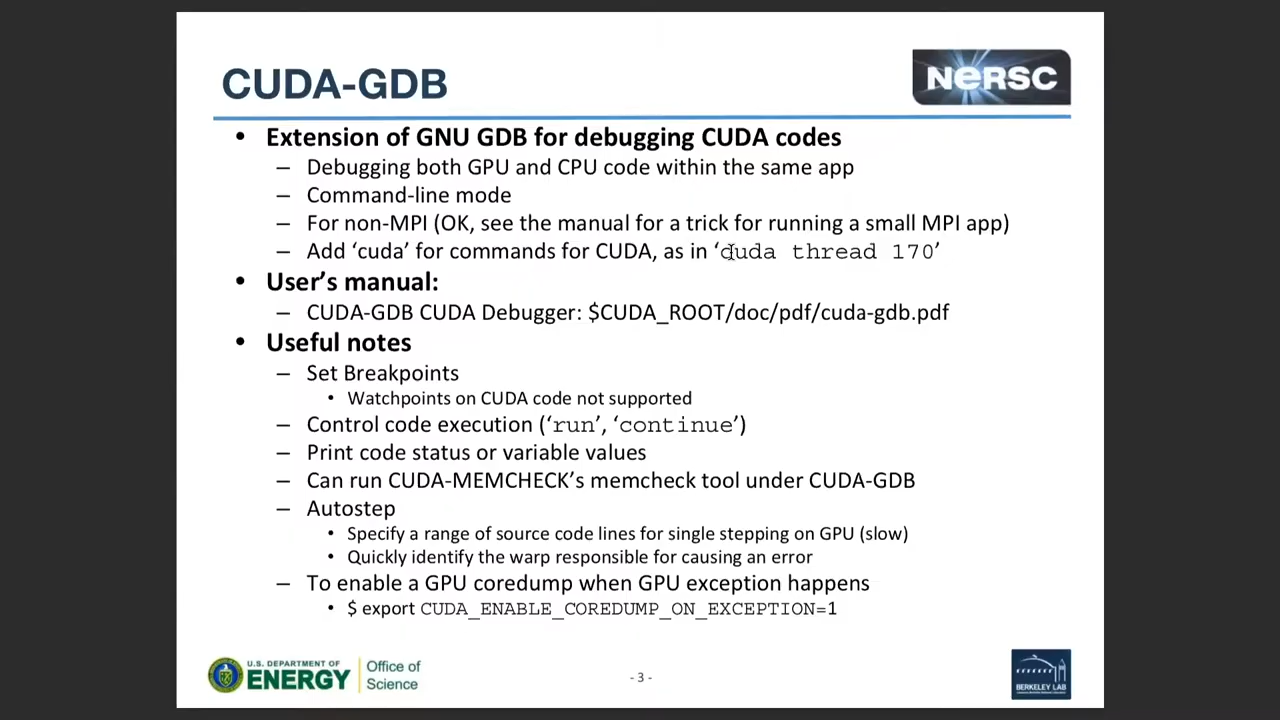 CUDA-GDB
NERSC
• Extension of GNU GDB for debugging CUDA codes
– Debugging both GPU and CPU code within the same app
– Command-line mode
– For non-MPI (OK, see the manual for a trick for running a small MPI app)
– Add ‘cuda’ for commands for CUDA, as in ‘cuda thread 170’
• User’s manual:
– CUDA-GDB CUDA Debugger: $CUDA_ROOT/doc/pdf/cuda-gdb.pdf
• Useful notes
– Set Breakpoints
• Watchpoints on CUDA code not supported
– Control code execution (‘run’, ‘continue’)
– Print code status or variable values
– Can run CUDA-MEMCHECK’s memcheck tool under CUDA-GDB
– Autostep
• Specify a range of source code lines for single stepping on GPU (slow)
• Quickly identify the warp responsible for causing an error
– To enable a GPU coredump when GPU exception happens
• $ export CUDA_ENABLE_COREDUMP_ON_EXCEPTION=1
U.S. DEPARTMENT OF
ENERGY
Office of
Science
- 3 -
BERKELEY LAB